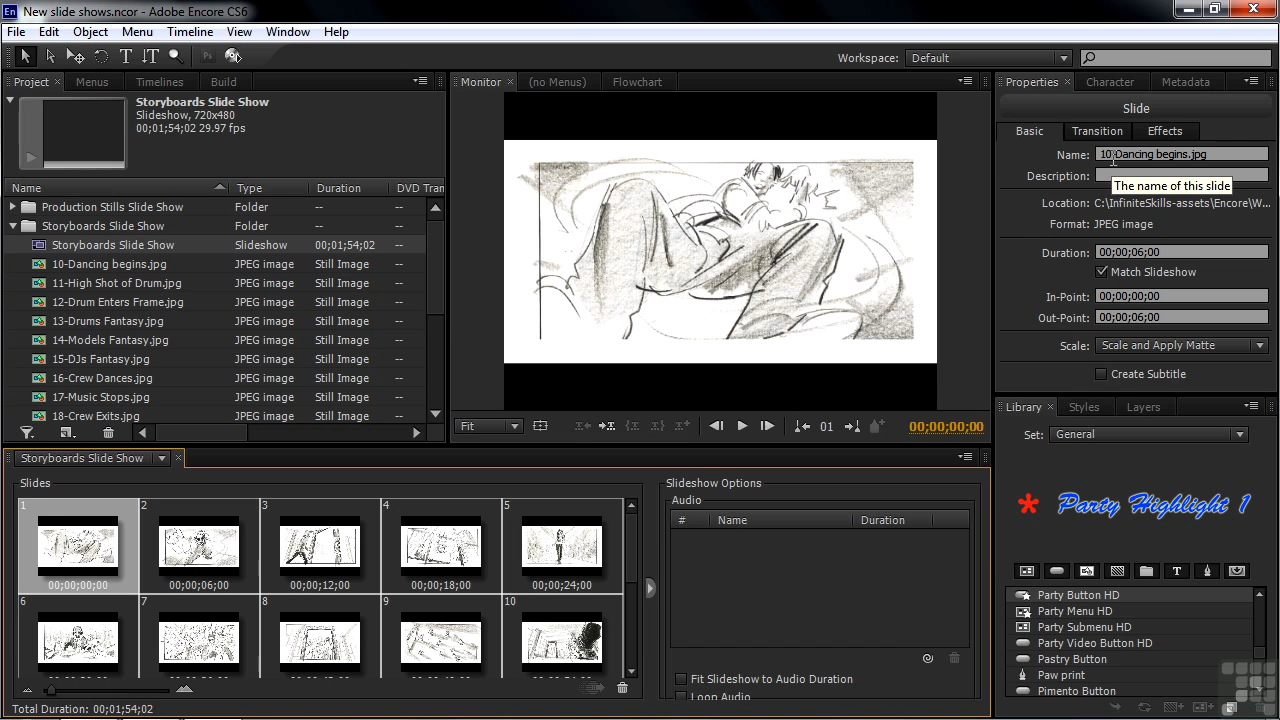 En New slide shows.ncor - Adobe Encore CS6
File Edit Object Menu Timeline View Window Help
Workspace: Default
Project Menus Timelines Build
Storyboards Slide Show
Slideshow, 720x480
00;01;54;02 29.97 fps
Name Type Duration DVD Tran
Production Stills Slide Show Folder --
Storyboards Slide Show Folder --
Storyboards Slide Show Slideshow 00;01;54;02
10-Dancing begins.jpg JPEG image Still Image --
11-High Shot of Drum.jpg JPEG image Still Image --
12-Drum Enters Frame.jpg JPEG image Still Image --
13-Drums Fantasy.jpg JPEG image Still Image --
14-Models Fantasy.jpg JPEG image Still Image --
15-DJs Fantasy.jpg JPEG image Still Image --
16-Crew Dances.jpg JPEG image Still Image --
17-Music Stops.jpg JPEG image Still Image --
18-Crew Exits.jpg JPEG image Still Image --
Monitor (no Menus) Flowchart
Fit 01 00;00;00;00
Properties Character Metadata
Slide
Basic Transition Effects
Name: 10-Dancing begins.jpg
Description:
The name of this slide
Location: C:\InfiniteSkills-assets\Encore\W...
Format: JPEG image
Duration: 00;00;06;00
Match Slideshow
In-Point: 00;00;00;00
Out-Point: 00;00;06;00
Scale: Scale and Apply Matte
Create Subtitle
Storyboards Slide Show
Slides
1 2 3 4 5
00;00;00;00 00;00;06;00 00;00;12;00 00;00;18;00 00;00;24;00
6 7 8 9 10
Total Duration: 00;01;54;02
Slideshow Options
Audio
# Name Duration
Fit Slideshow to Audio Duration
Loop Audio
Library Styles Layers
Set: General
* Party Highlight 1
T
Party Button HD
Party Menu HD
Party Submenu HD
Party Video Button HD
Pastry Button
Paw print
Pimento Button